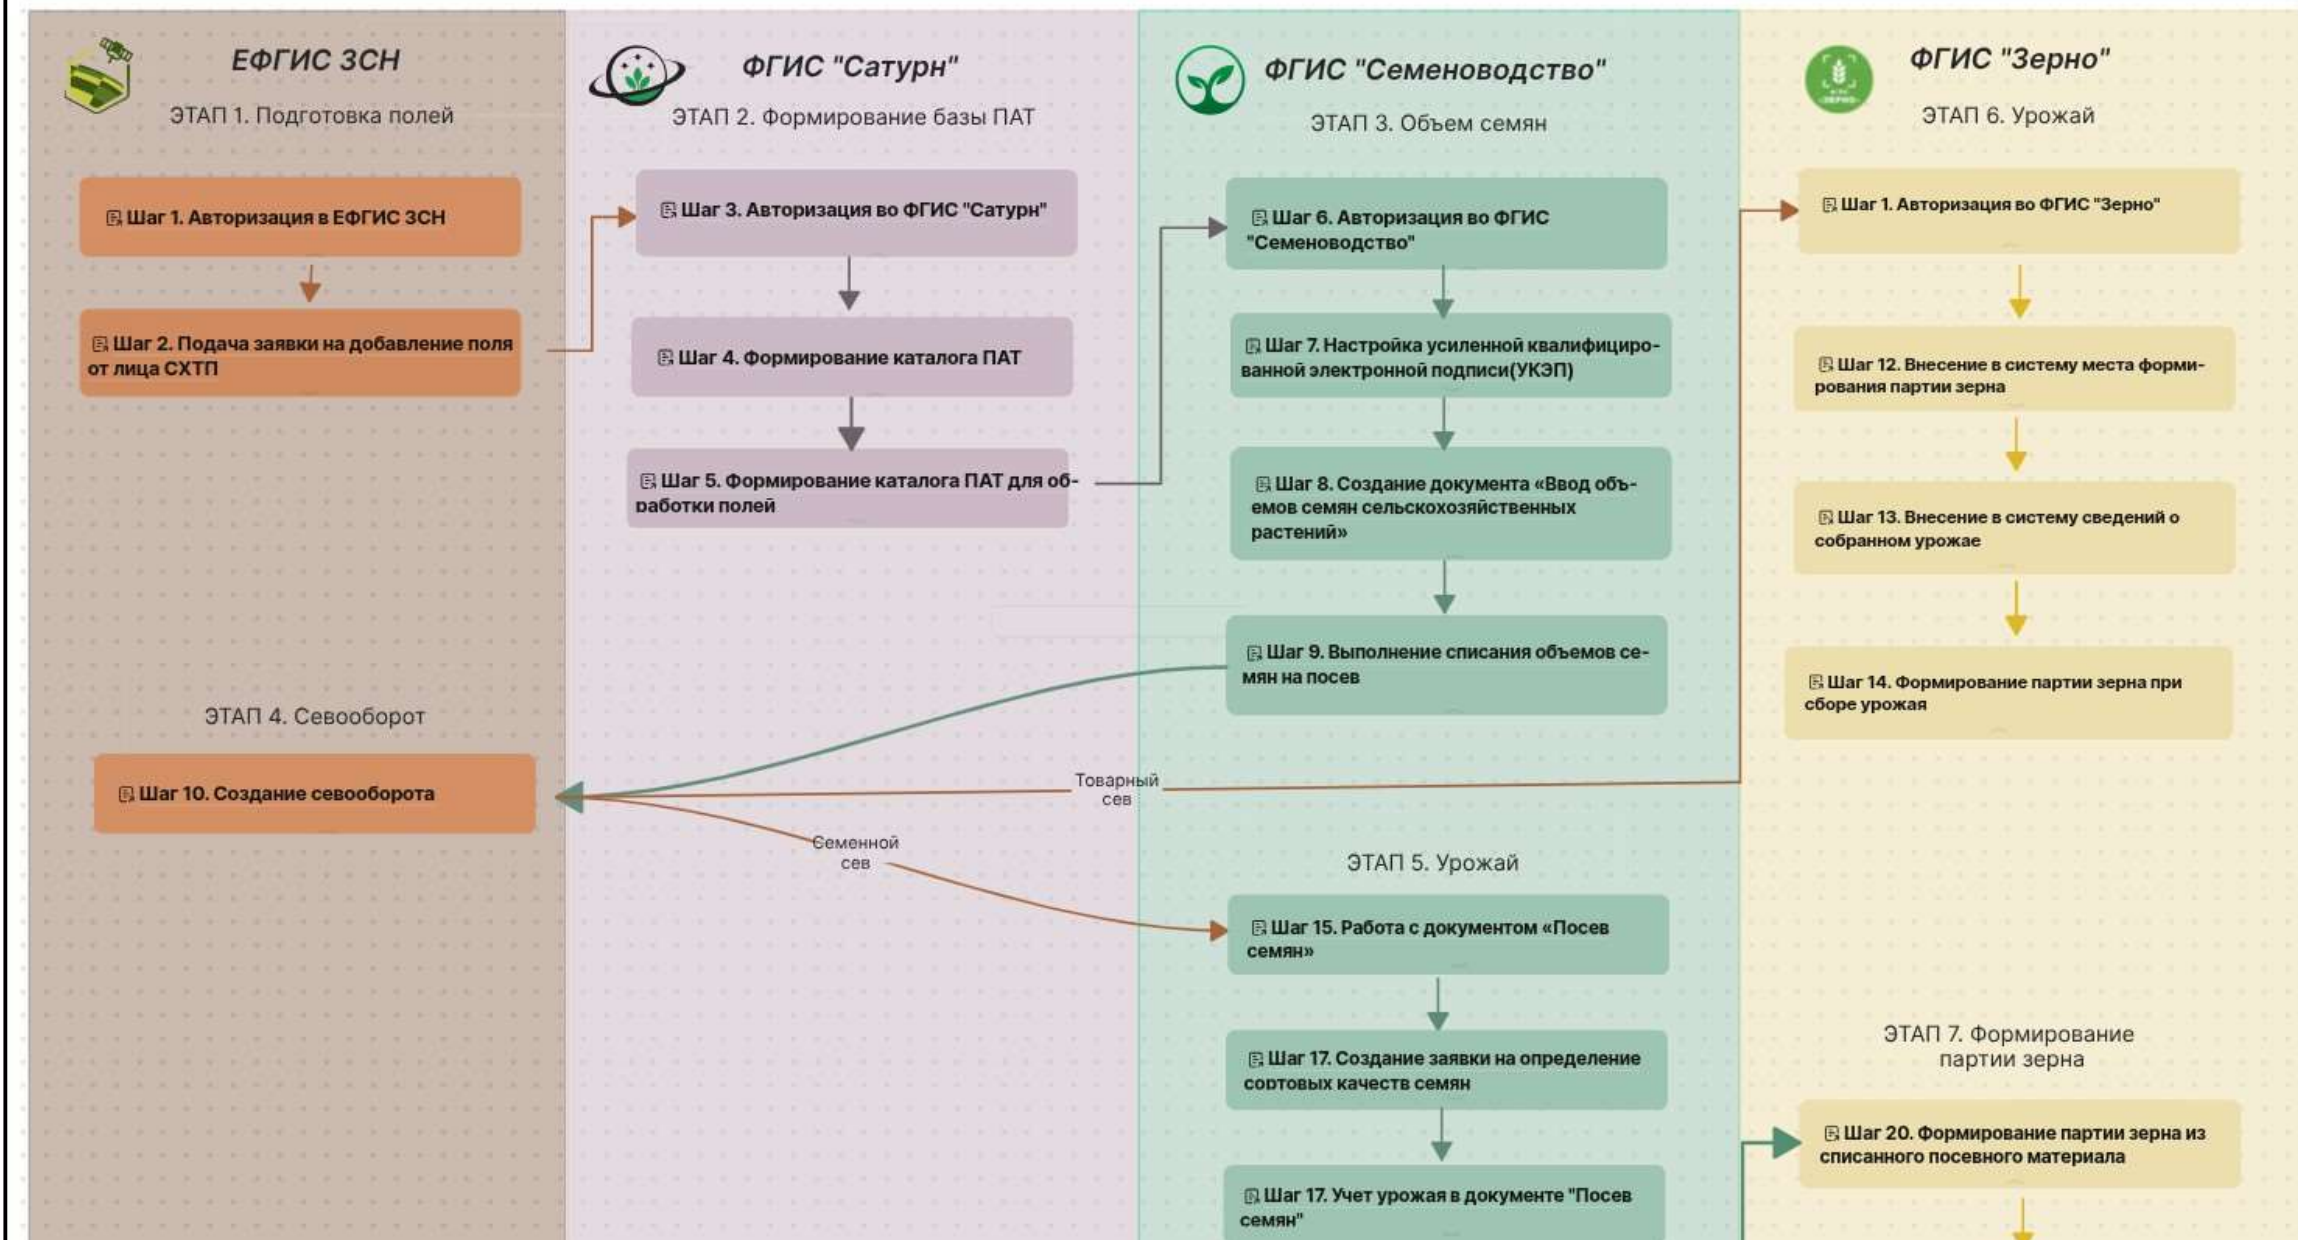 ЕФГИС ЗСН
ЭТАП 1. Подготовка полей
Шаг 1. Авторизация в ЕФГИС ЗСН
Шаг 2. Подача заявки на добавление поля
от лица СХТП
ЭТАП 4. Севооборот
Шаг 10. Создание севооборота
ФГИС "Сатурн"
ЭТАП 2. Формирование базы ПАТ
Шаг 3. Авторизация во ФГИС "Сатурн"
Шаг 4. Формирование каталога ПАТ
Шаг 5. Формирование каталога ПАТ для об-
работки полей
Товарный
сев
Семенной
сев
ФГИС "Семеноводство"
ЭТАП 3. Объем семян
Шаг 6. Авторизация во ФГИС
"Семеноводство"
Шаг 7. Настройка усиленной квалифициро-
ванной электронной подписи(УКЭП)
Шаг 8. Создание документа «Ввод объ-
емов семян сельскохозяйственных
растений»
Шаг 9. Выполнение списания объемов се-
мян на посев
ЭТАП 5. Урожай
Шаг 15. Работа с документом «Посев
семян»
Шаг 17. Создание заявки на определение
сортовых качеств семян
Шаг 17. Учет урожая в документе "Посев
семян"
ФГИС "Зерно"
ЭТАП 6. Урожай
Шаг 1. Авторизация во ФГИС "Зерно"
Шаг 12. Внесение в систему места форми-
рования партии зерна
Шаг 13. Внесение в систему сведений о
собранном урожае
Шаг 14. Формирование партии зерна при
сборе урожая
ЭТАП 7. Формирование
партии зерна
Шаг 20. Формирование партии зерна из
списанного посевного материала